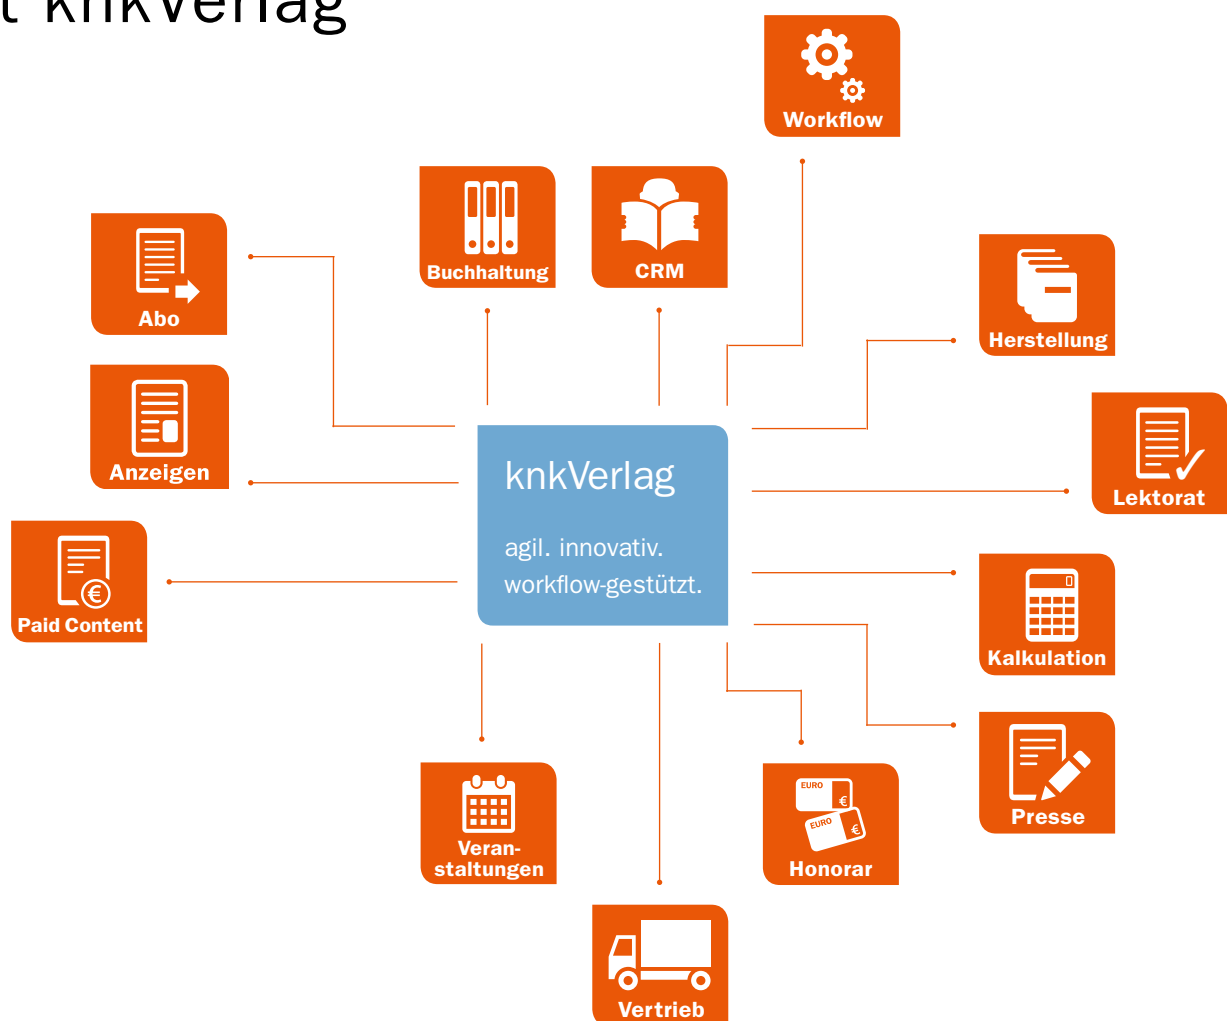 t knkVerlag
Workflow
Buchhaltung
CRM
Abo
Herstellung
Anzeigen
Lektorat
knkVerlag
agil. innovativ.
workflow-gestützt.
Paid Content
€
Kalkulation
0
Presse
Veran-
staltungen
EURO
€
EURO
€
Honorar
Vertrieb